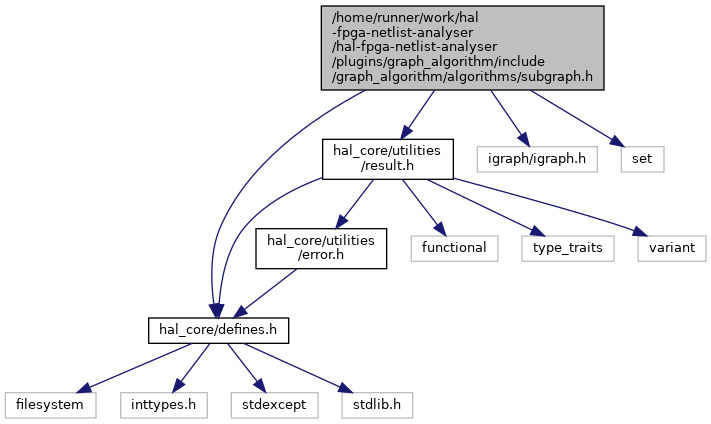 /home/runner/work/hal
-fpga-netlist-analyser
/hal-fpga-netlist-analyser
/plugins/graph_algorithm/include
/graph_algorithm/algorithms/subgraph.h
hal_core/utilities
/result.h
igraph/igraph.h
set
hal_core/utilities
/error.h
functional
type_traits
variant
hal_core/defines.h
filesystem
inttypes.h
stdexcept
stdlib.h